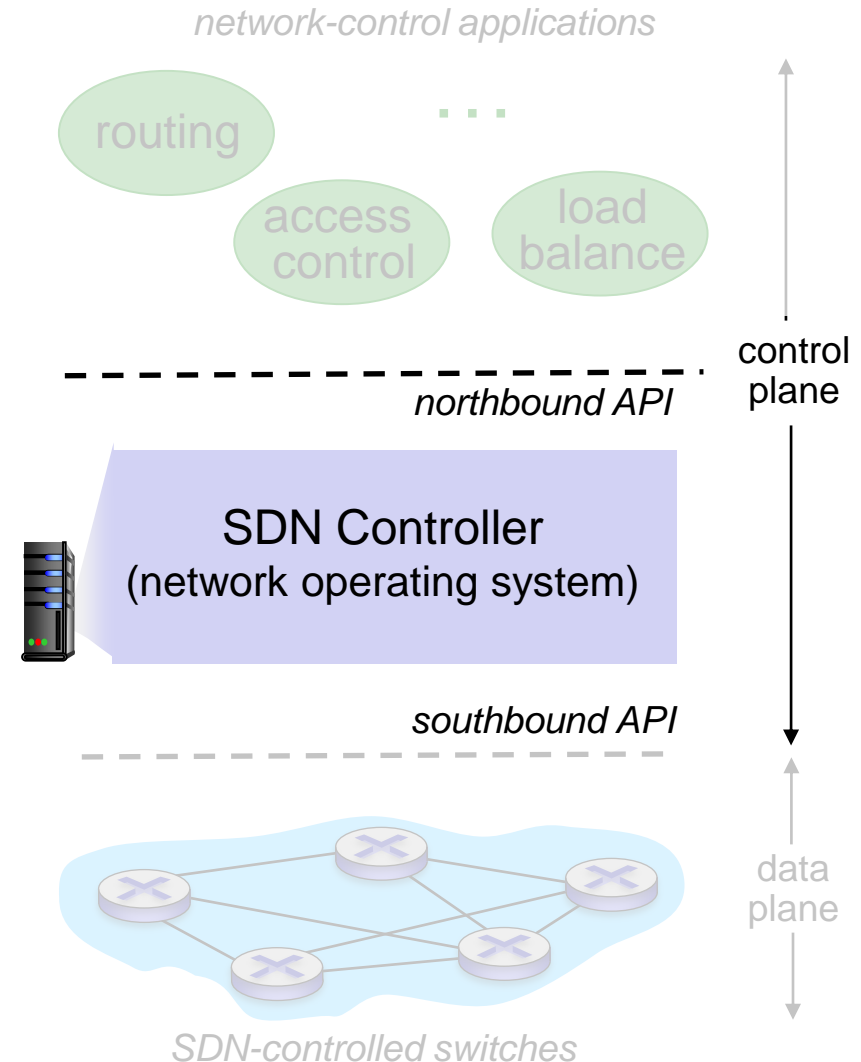 network-control applications
routing
. . .
access
control
load
balance
control
plane
northbound API
SDN Controller
(network operating system)
southbound API
data
plane
SDN-controlled switches